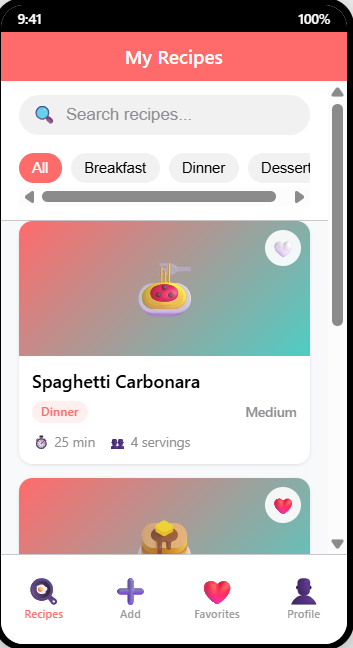 9:41 100%
My Recipes
Search recipes...
All Breakfast Dinner Dessert
Spaghetti Carbonara
Dinner Medium
25 min 4 servings
Recipes Add Favorites Profile